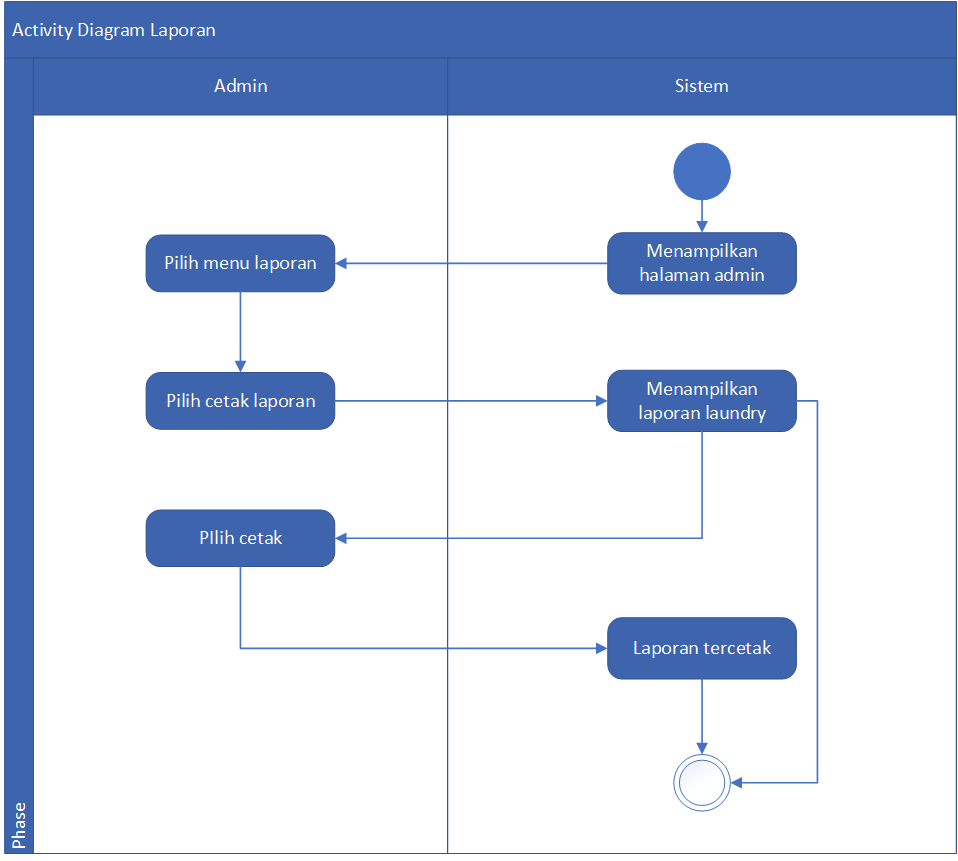 Activity Diagram Laporan
Admin
Sistem
Menampilkan
halaman admin
Pilih menu laporan
Pilih cetak laporan
Menampilkan
laporan laundry
PIlih cetak
Laporan tercetak
Phase